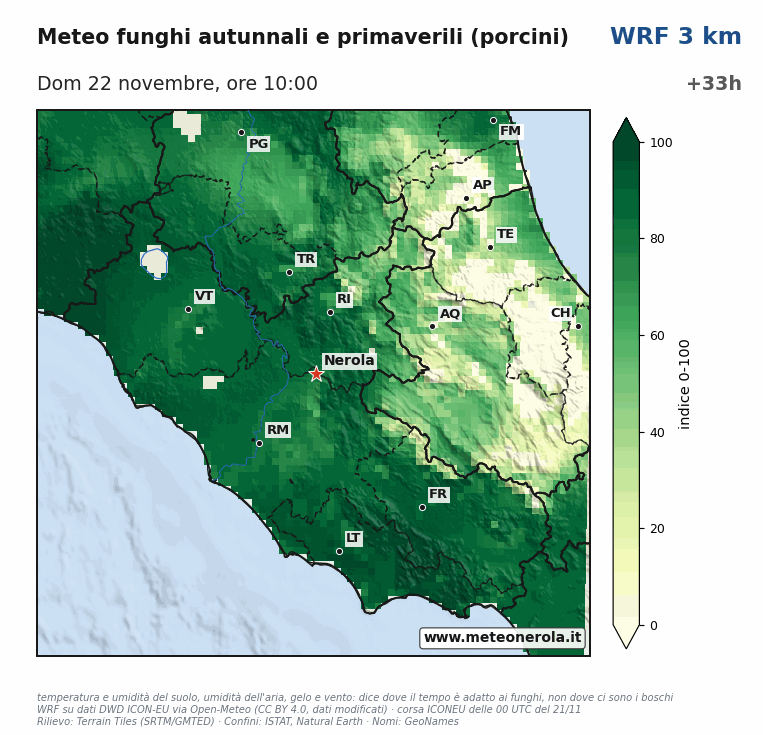 Meteo funghi autunnali e primaverili (porcini)
WRF 3 km
Dom 22 novembre, ore 10:00
+33h
FM
PG
AP
TE
TR
VT
RI
AQ
CH
Nerola
RM
FR
LT
www.meteonerola.it
100
80
60
40
20
0
indice 0-100
temperatura e umidità del suolo, umidità dell'aria, gelo e vento: dice dove il tempo è adatto ai funghi, non dove ci sono i boschi
WRF su dati DWD ICON-EU via Open-Meteo (CC BY 4.0, dati modificati) · corsa ICONEU delle 00 UTC del 21/11
Rilievo: Terrain Tiles (SRTM/GMTED) · Confini: ISTAT, Natural Earth · Nomi: GeoNames